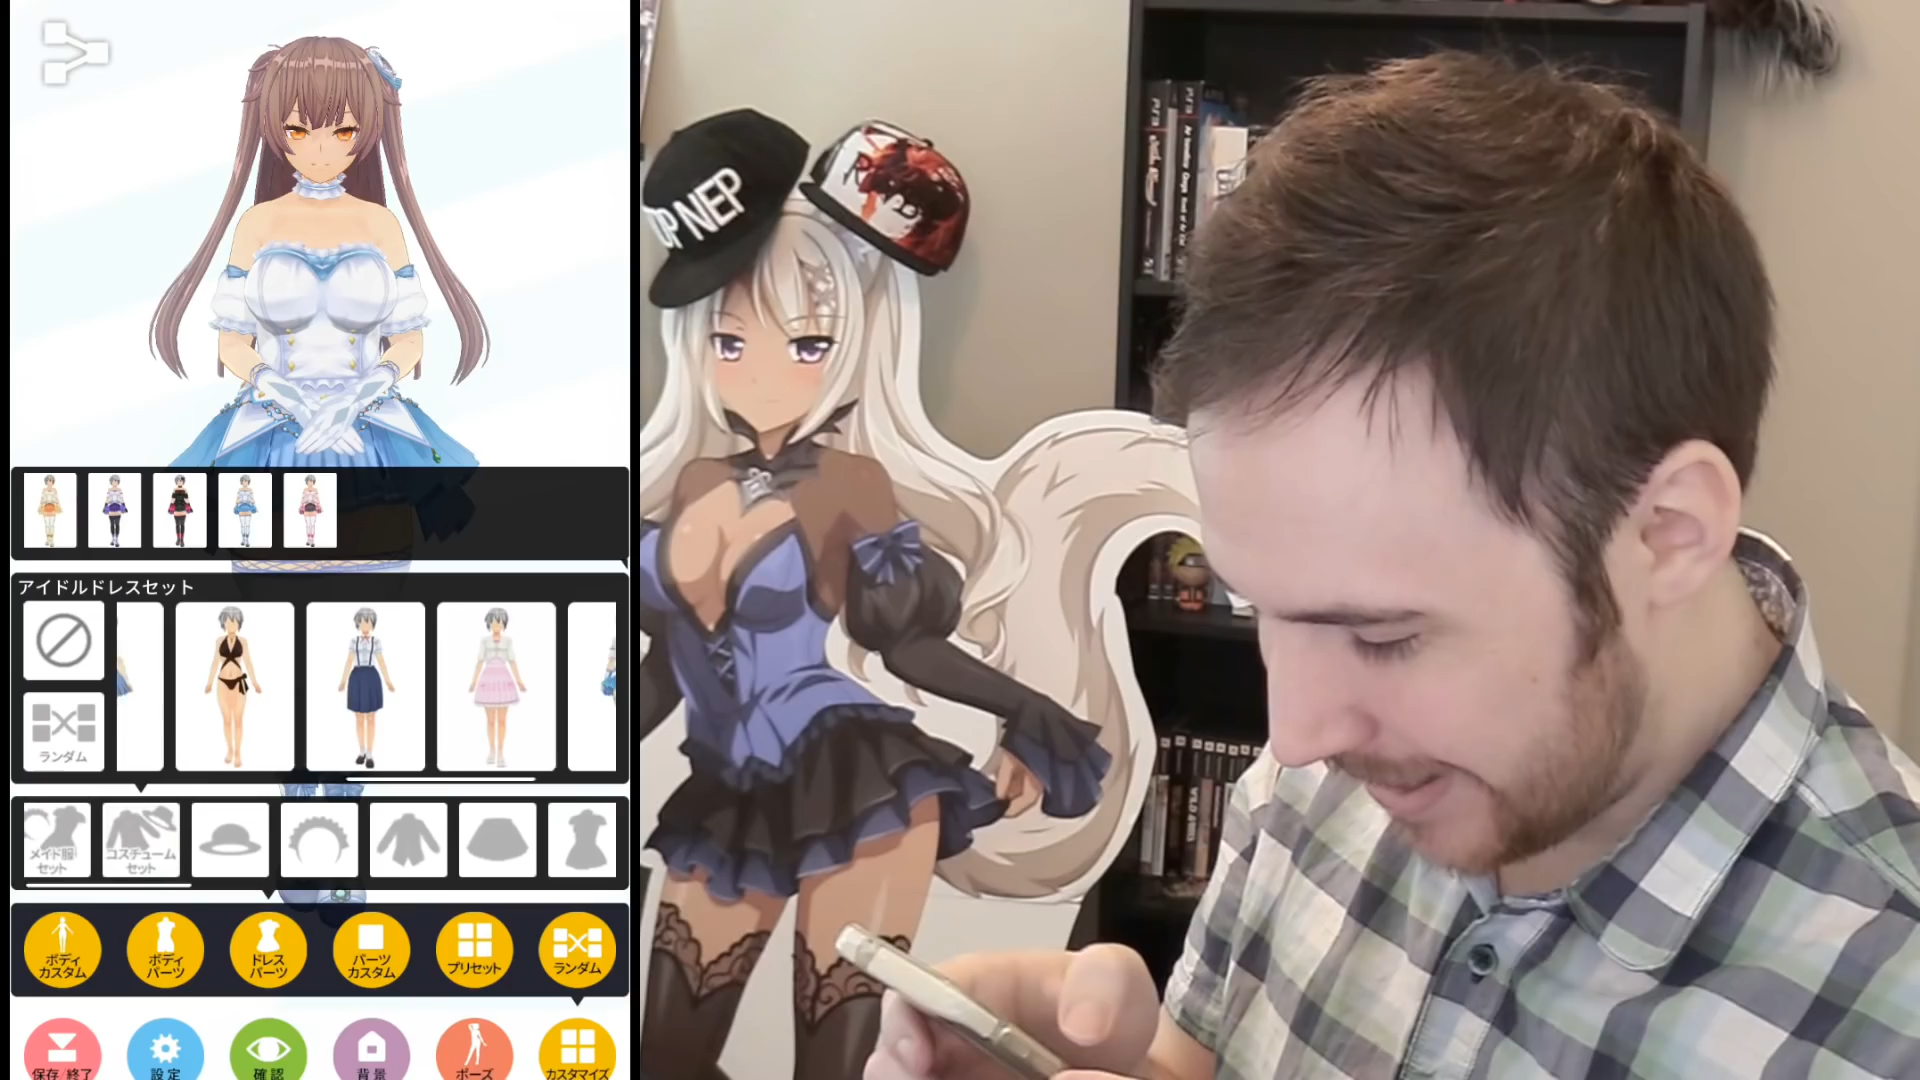 アイドルドレスセット
ランダム
メイド服
セット
コスチューム
セット
ボディ
カスタム
ボディ
パーツ
ドレス
パーツ
パーツ
カスタム
プリセット
ランダム
保存/終了
設定
確認
背景
ポーズ
カスタマイズ
OP NEP
PS3
PS3